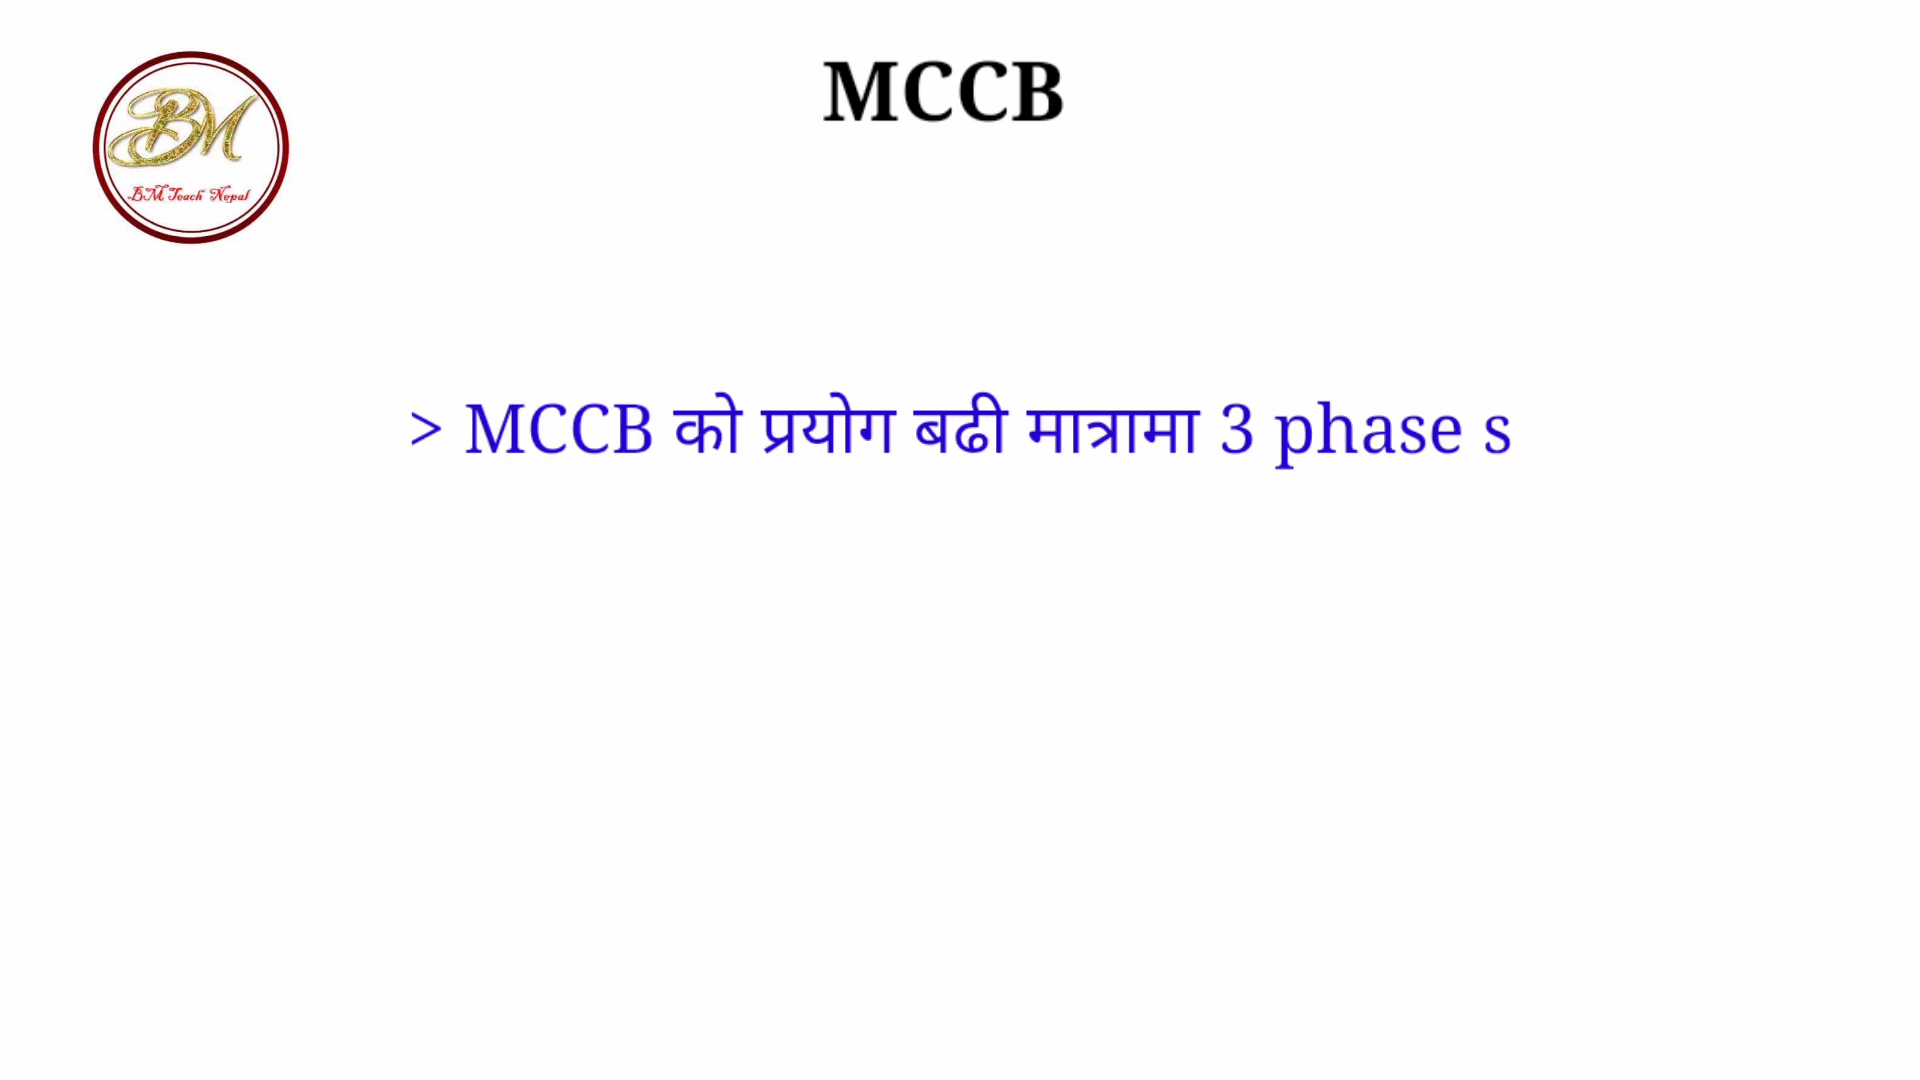 MCCB
BM
BM Teach Nepal
> MCCB को प्रयोग बढी मात्रामा 3 phase s